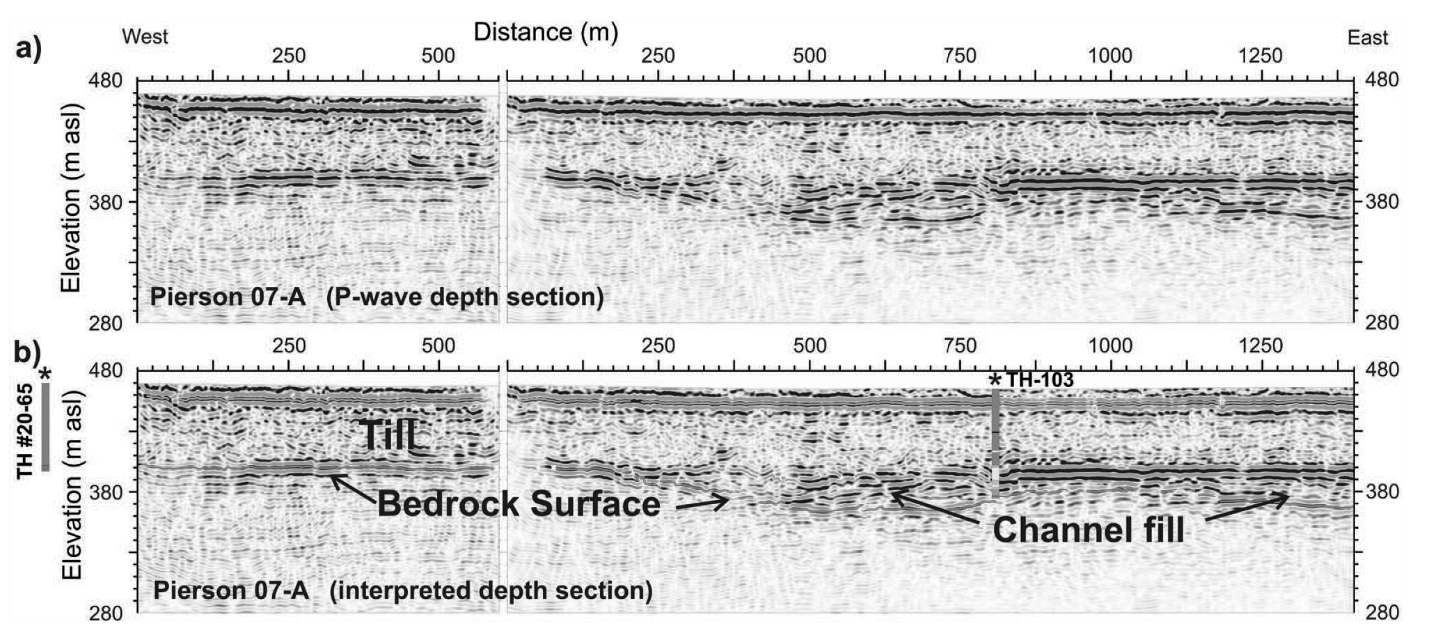 a)
West
Distance (m)
East
250 500 250 500 750 1000 1250
480 480
Elevation (m asl)
380 380
Pierson 07-A (P-wave depth section)
280 280
b)
250 500 250 500 750 1000 1250
480 480
*
* TH-103
TH #20-65
Elevation (m asl)
Till
380 380
Bedrock Surface
Channel fill
Pierson 07-A (interpreted depth section)
280 280